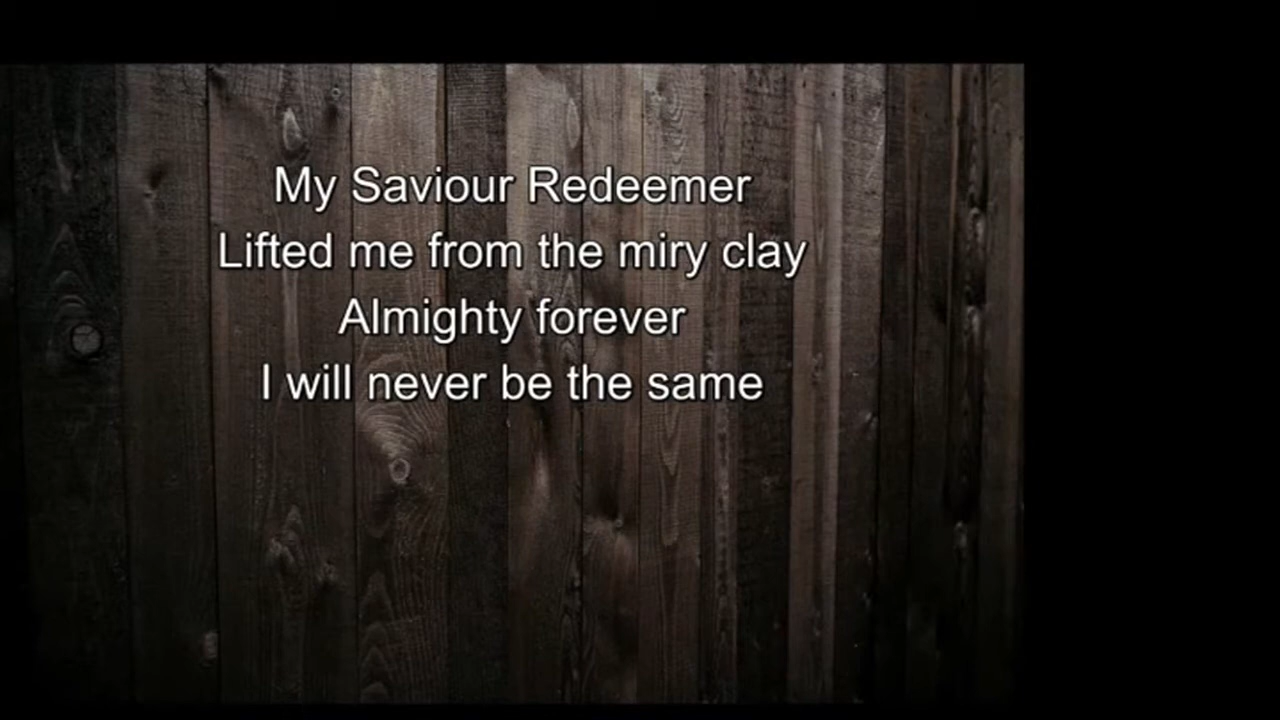 My Saviour Redeemer
Lifted me from the miry clay
Almighty forever
I will never be the same